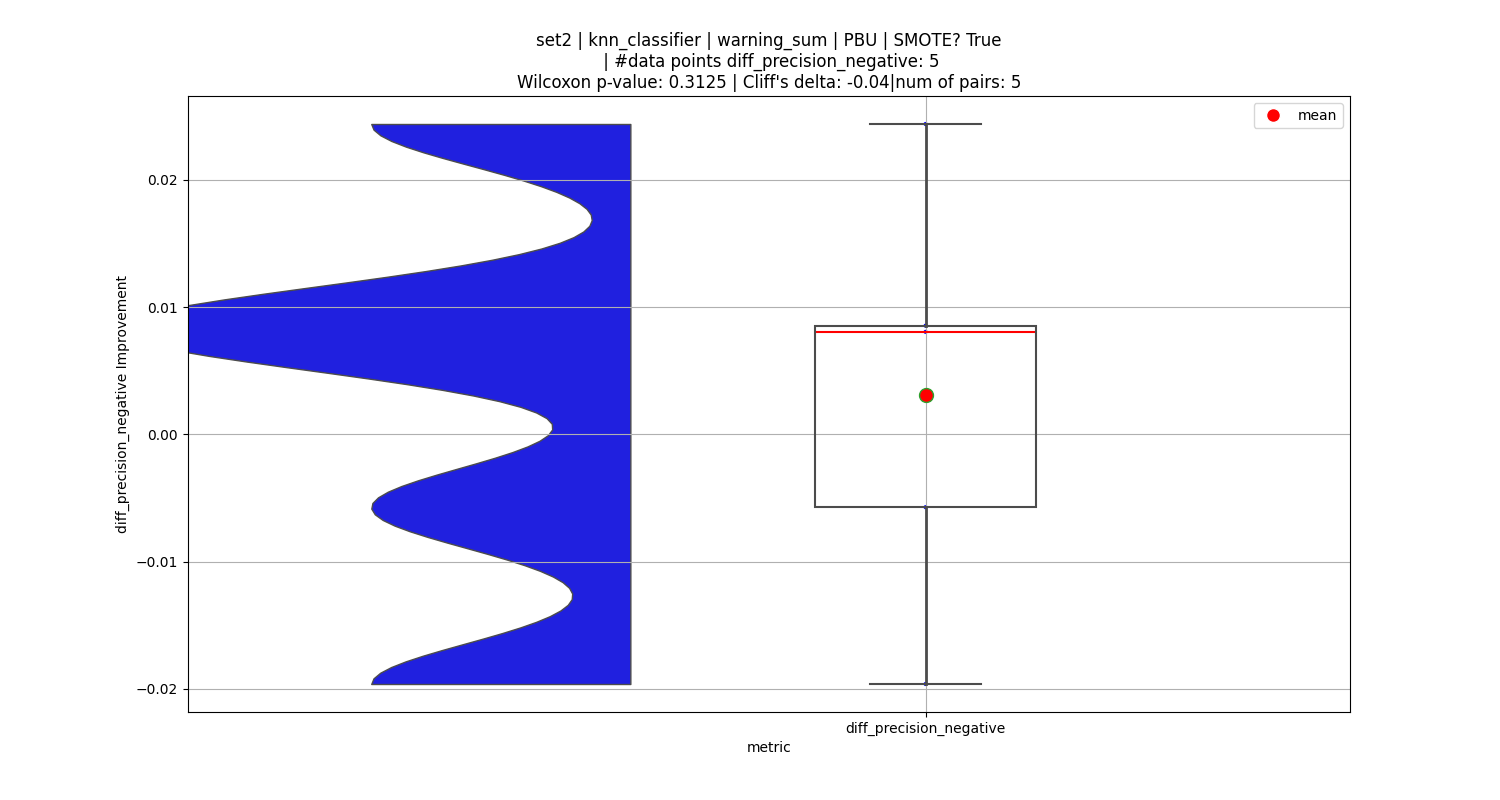 set2 | knn_classifier | warning_sum | PBU | SMOTE? True
| #data points diff_precision_negative: 5
Wilcoxon p-value: 0.3125 | Cliff's delta: -0.04|num of pairs: 5
mean
0.02
0.01
0.00
−0.01
−0.02
diff_precision_negative Improvement
diff_precision_negative
metric